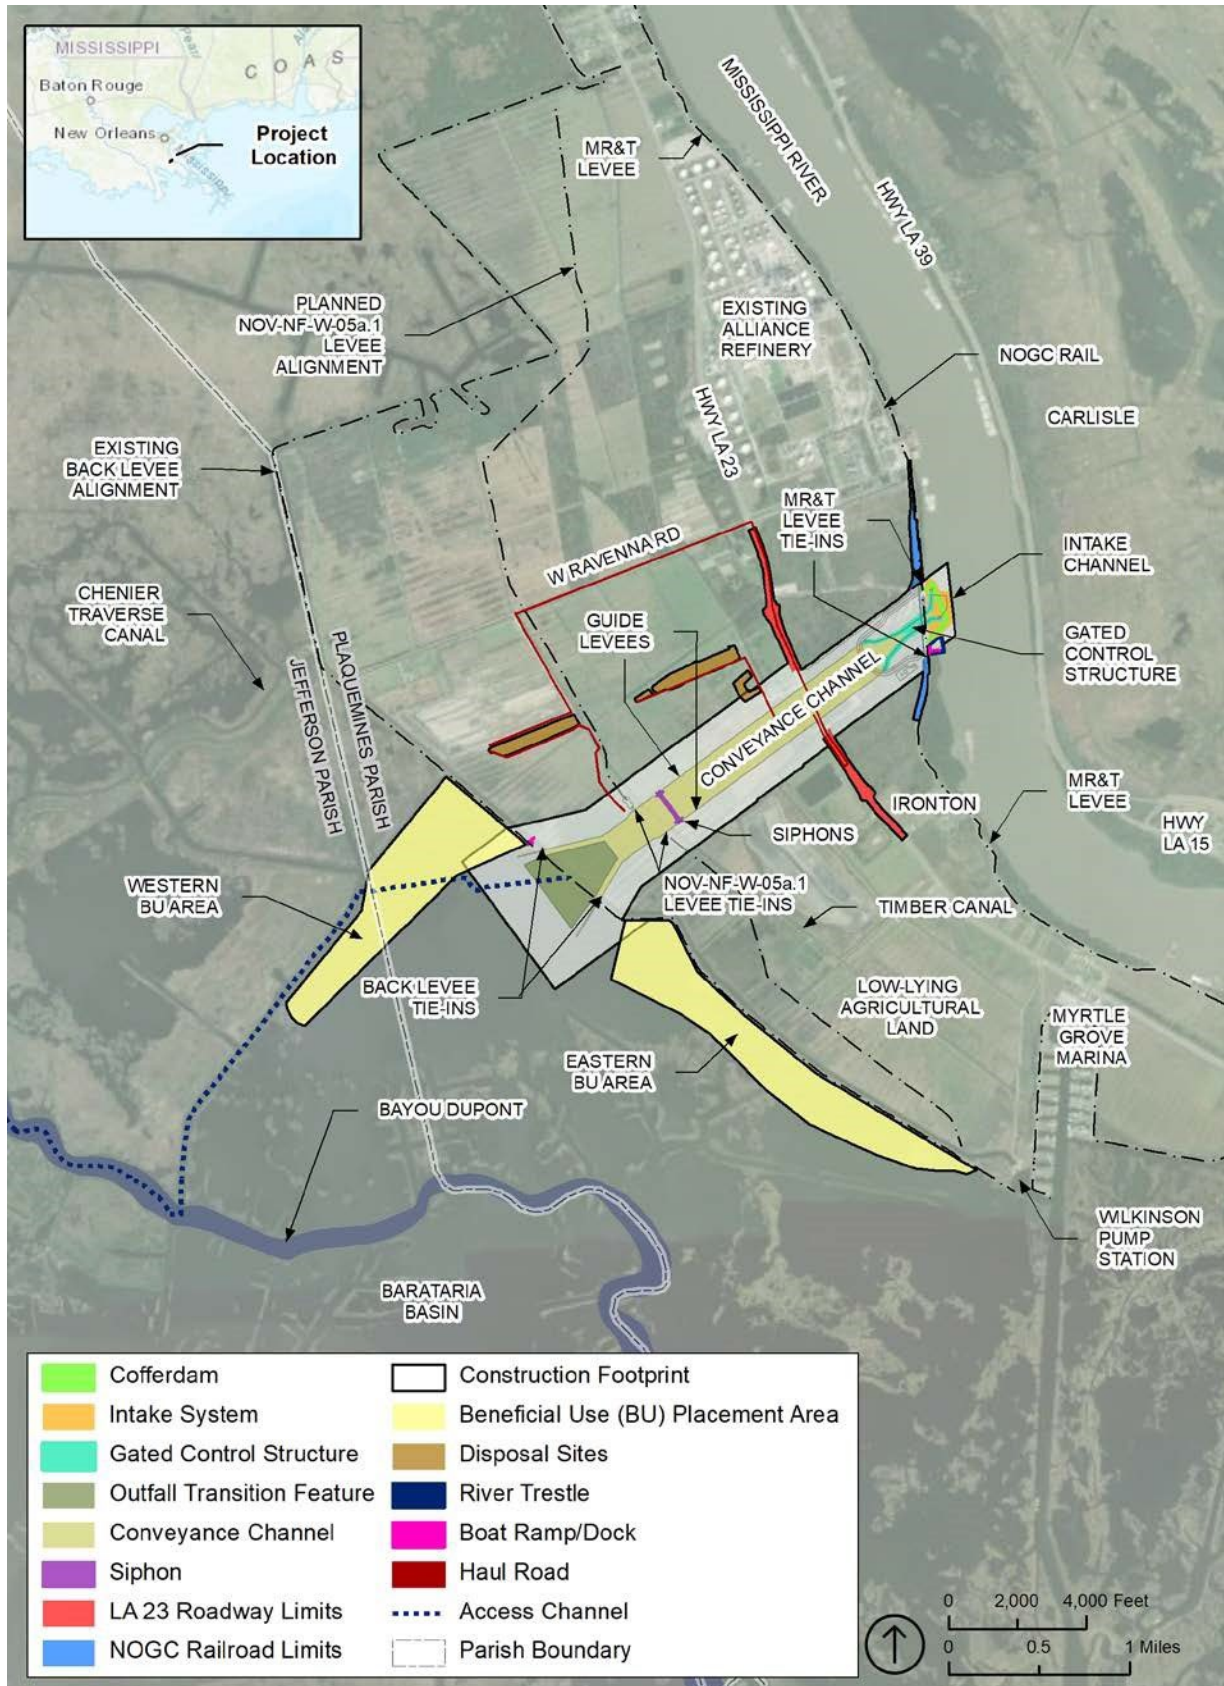 MISSISSIPPI
Pearl
COAS
Baton Rouge
New Orleans
Mississippi
Project
Location
MR&T
LEVEE
MISSISSIPPI RIVER
HWY LA 39
PLANNED
NOV-NF-W-05a.1
LEVEE
ALIGNMENT
EXISTING
ALLIANCE
REFINERY
NOGC RAIL
CARLISLE
HWY LA 23
EXISTING
BACK LEVEE
ALIGNMENT
MR&T
LEVEE
TIE-INS
W RAVENNA RD
INTAKE
CHANNEL
CHENIER
TRAVERSE
CANAL
GUIDE
LEVEES
GATED
CONTROL
STRUCTURE
PLAQUEMINES PARISH
JEFFERSON PARISH
CONVEYANCE CHANNEL
MR&T
LEVEE
IRONTON
SIPHONS
HWY
LA 15
WESTERN
BU AREA
NOV-NF-W-05a.1
LEVEE TIE-INS
TIMBER CANAL
BACK LEVEE
TIE-INS
LOW-LYING
AGRICULTURAL
LAND
MYRTLE
GROVE
MARINA
EASTERN
BU AREA
BAYOU DUPONT
WILKINSON
PUMP
STATION
BARATARIA
BASIN
Cofferdam
Intake System
Gated Control Structure
Outfall Transition Feature
Conveyance Channel
Siphon
LA 23 Roadway Limits
NOGC Railroad Limits
Construction Footprint
Beneficial Use (BU) Placement Area
Disposal Sites
River Trestle
Boat Ramp/Dock
Haul Road
Access Channel
Parish Boundary
0 2,000 4,000 Feet
0 0.5 1 Miles